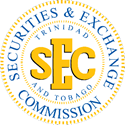 SECURITIES & EXCHANGE
TRINIDAD
SEC
AND TOBAGO
COMMISSION